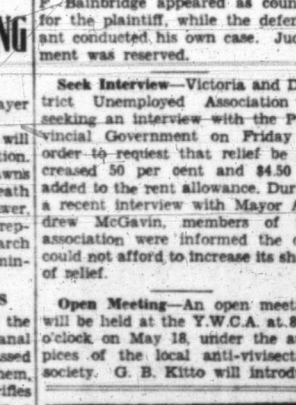 P. Bainbridge appeared as coun
for the plaintiff, while the defen
ant conducted his own case. Jud
ment was reserved.
Seek Interview—Victoria and D
trict Unemployed Association
seeking an interview with the P
vincial Government on Friday
order to request that relief be
creased 50 per cent and $4.50
added to the rent allowance. Dur
a recent interview with Mayor A
drew McGavin, members of
association were informed the c
could not afford to increase its sh
of relief.
Open Meeting—An open meet
will be held at the Y.W.C.A. at 8
o'clock on May 18, under the a
pices of the local anti-vivisect
society. G. B. Kitto will introd
NG
ayer
will
tion.
awns
eath
wer,
rep-
arch
min-
S
the
anal
ssed
hem,
rifles